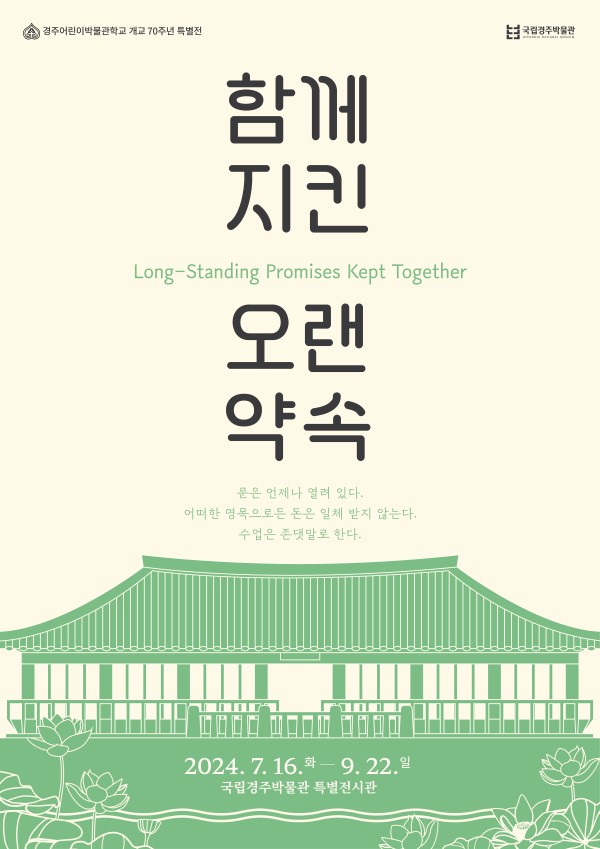 경주어린이박물관학교 개교 70주년 특별전
국립경주박물관
함께
지킨
Long-Standing Promises Kept Together
오랜
약속
문은 언제나 열려 있다.
어떠한 명목으로든 돈은 일체 받지 않는다.
수업은 존댓말로 한다.
2024. 7. 16.화 — 9. 22.일
국립경주박물관 특별전시관